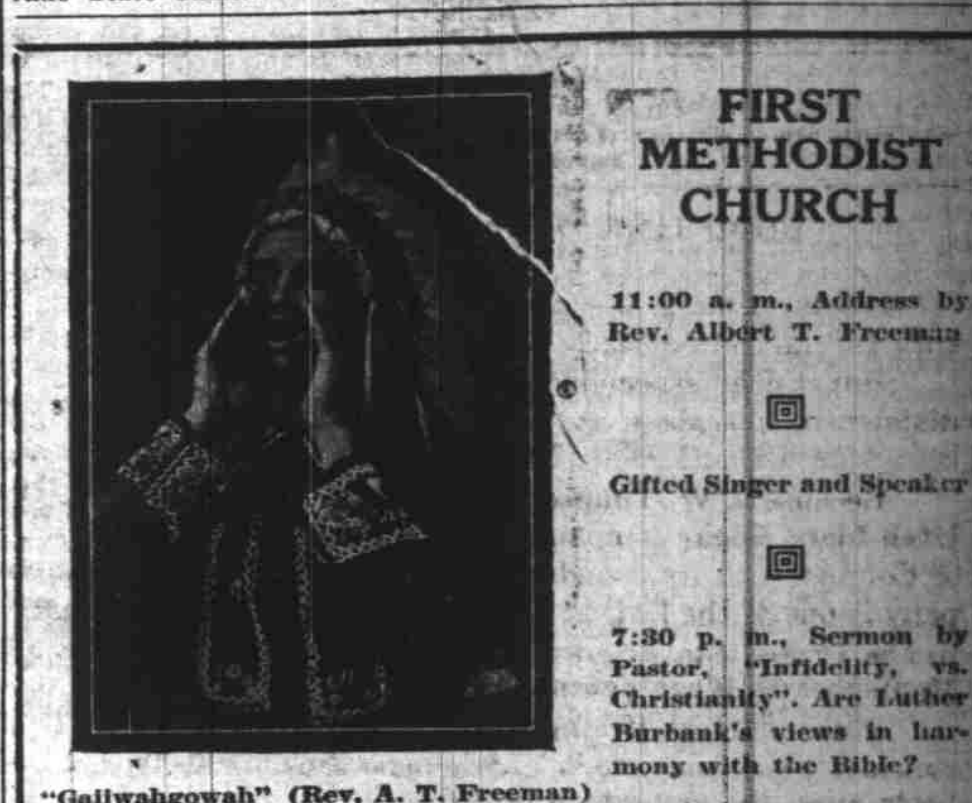 FIRST
METHODIST
CHURCH
11:00 a. m., Address by
Rev. Albert T. Freeman
Gifted Singer and Speaker
7:30 p. m., Sermon by
Pastor, "Infidelity, vs.
Christianity". Are Luther
Burbank's views in har-
mony with the Bible?
"Gaiiwahgowah" (Rev. A. T. Freeman)